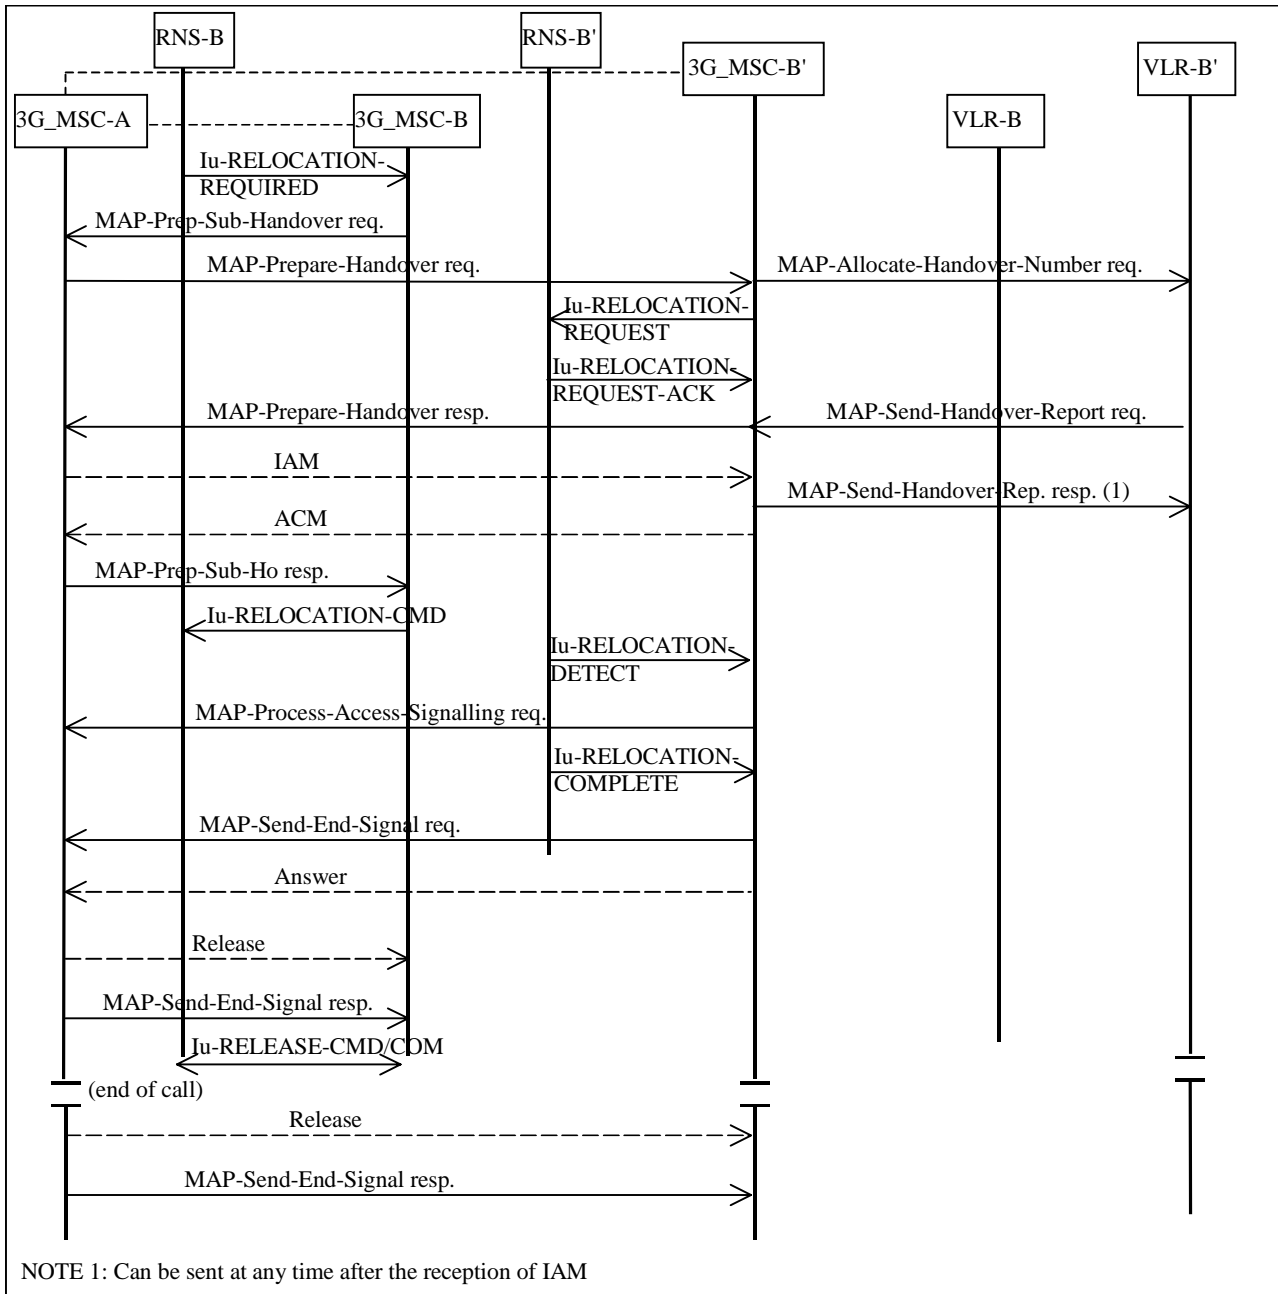 RNS-B
RNS-B'
3G_MSC-B'
VLR-B'
3G_MSC-A
3G_MSC-B
VLR-B
Iu-RELOCATION-
REQUIRED
MAP-Prep-Sub-Handover req.
MAP-Prepare-Handover req.
MAP-Allocate-Handover-Number req.
Iu-RELOCATION-
REQUEST
Iu-RELOCATION-
REQUEST-ACK
MAP-Prepare-Handover resp.
MAP-Send-Handover-Report req.
IAM
MAP-Send-Handover-Rep. resp. (1)
ACM
MAP-Prep-Sub-Ho resp.
Iu-RELOCATION-CMD
Iu-RELOCATION-
DETECT
MAP-Process-Access-Signalling req.
Iu-RELOCATION-
COMPLETE
MAP-Send-End-Signal req.
Answer
Release
MAP-Send-End-Signal resp.
Iu-RELEASE-CMD/COM
(end of call)
Release
MAP-Send-End-Signal resp.
NOTE 1: Can be sent at any time after the reception of IAM